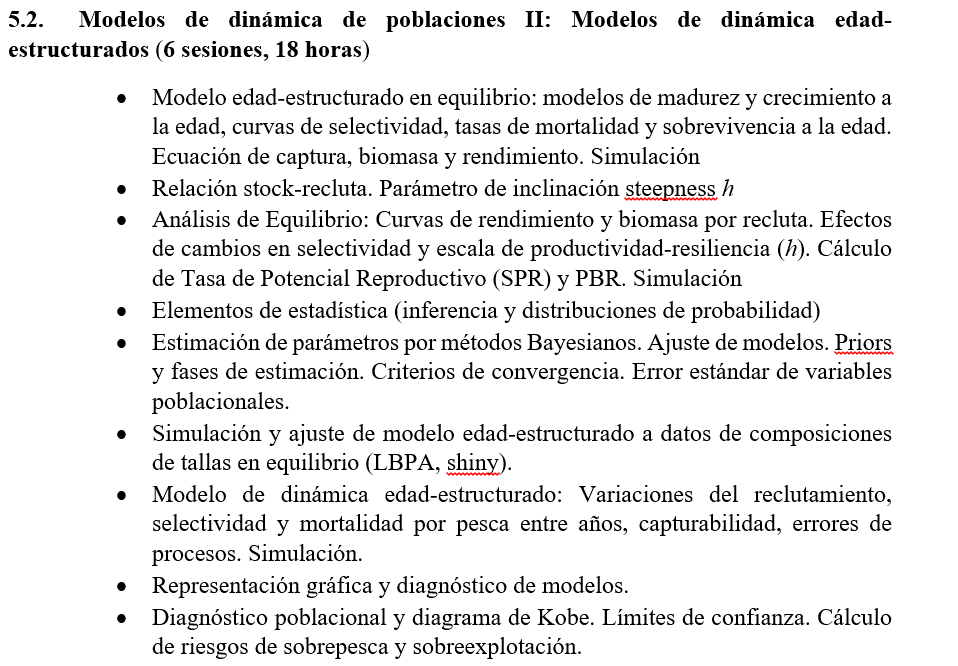 5.2. Modelos de dinámica de poblaciones II: Modelos de dinámica edad-
estructurados (6 sesiones, 18 horas)
• Modelo edad-estructurado en equilibrio: modelos de madurez y crecimiento a
la edad, curvas de selectividad, tasas de mortalidad y sobrevivencia a la edad.
Ecuación de captura, biomasa y rendimiento. Simulación
• Relación stock-recluta. Parámetro de inclinación steepness h
• Análisis de Equilibrio: Curvas de rendimiento y biomasa por recluta. Efectos
de cambios en selectividad y escala de productividad-resiliencia (h). Cálculo
de Tasa de Potencial Reproductivo (SPR) y PBR. Simulación
• Elementos de estadística (inferencia y distribuciones de probabilidad)
• Estimación de parámetros por métodos Bayesianos. Ajuste de modelos. Priors
y fases de estimación. Criterios de convergencia. Error estándar de variables
poblacionales.
• Simulación y ajuste de modelo edad-estructurado a datos de composiciones
de tallas en equilibrio (LBPA, shiny).
• Modelo de dinámica edad-estructurado: Variaciones del reclutamiento,
selectividad y mortalidad por pesca entre años, capturabilidad, errores de
procesos. Simulación.
• Representación gráfica y diagnóstico de modelos.
• Diagnóstico poblacional y diagrama de Kobe. Límites de confianza. Cálculo
de riesgos de sobrepesca y sobreexplotación.